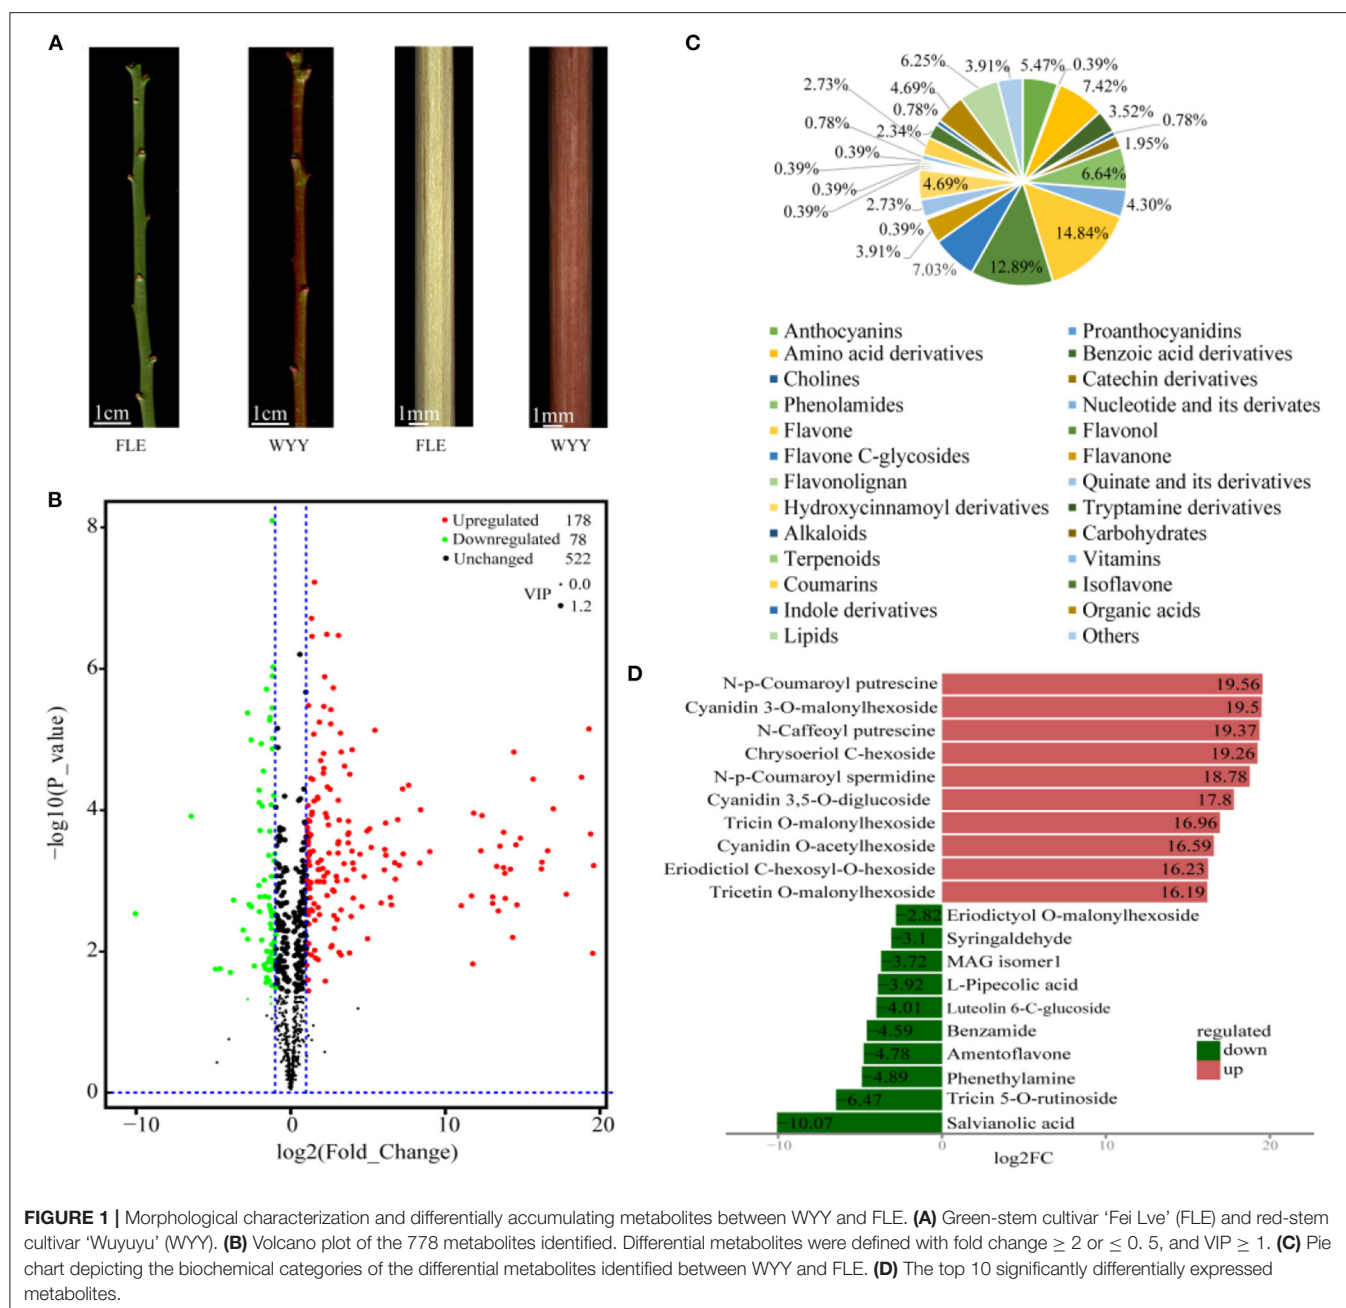 A
1cm
1cm
1mm
1mm
FLE
WYY
FLE
WYY
B
Upregulated 178
Downregulated 78
Unchanged 522
VIP
0.0
1.2
8
6
4
2
0
−10
0
10
20
−log10(P_value)
log2(Fold_Change)
C
5.47%
0.39%
7.42%
3.52%
0.78%
1.95%
6.64%
4.30%
14.84%
12.89%
7.03%
3.91%
0.39%
2.73%
4.69%
0.39%
0.39%
0.39%
0.39%
0.78%
2.34%
0.78%
2.73%
4.69%
6.25%
3.91%
Anthocyanins Proanthocyanidins
Amino acid derivatives Benzoic acid derivatives
Cholines Catechin derivatives
Phenolamides Nucleotide and its derivates
Flavone Flavonol
Flavone C-glycosides Flavanone
Flavonolignan Quinate and its derivatives
Hydroxycinnamoyl derivatives Tryptamine derivatives
Alkaloids Carbohydrates
Terpenoids Vitamins
Coumarins Isoflavone
Indole derivatives Organic acids
Lipids Others
D
N-p-Coumaroyl putrescine 19.56
Cyanidin 3-O-malonylhexoside 19.5
N-Caffeoyl putrescine 19.37
Chrysoeriol C-hexoside 19.26
N-p-Coumaroyl spermidine 18.78
Cyanidin 3,5-O-diglucoside 17.8
Tricin O-malonylhexoside 16.96
Cyanidin O-acetylhexoside 16.59
Eriodictiol C-hexosyl-O-hexoside 16.23
Tricetin O-malonylhexoside 16.19
−2.82 Eriodictyol O-malonylhexoside
−3.1 Syringaldehyde
−3.72 MAG isomer1
−3.92 L-Pipecolic acid
−4.01 Luteolin 6-C-glucoside
−4.59 Benzamide
−4.78 Amentoflavone
−4.89 Phenethylamine
−6.47 Tricin 5-O-rutinoside
−10.07 Salvianolic acid
regulated
down
up
−10 0 10 20
log2FC
FIGURE 1 | Morphological characterization and differentially accumulating metabolites between WYY and FLE. (A) Green-stem cultivar ‘Fei Lve’ (FLE) and red-stem
cultivar ‘Wuyuyu’ (WYY). (B) Volcano plot of the 778 metabolites identified. Differential metabolites were defined with fold change ≥ 2 or ≤ 0. 5, and VIP ≥ 1. (C) Pie
chart depicting the biochemical categories of the differential metabolites identified between WYY and FLE. (D) The top 10 significantly differentially expressed
metabolites.